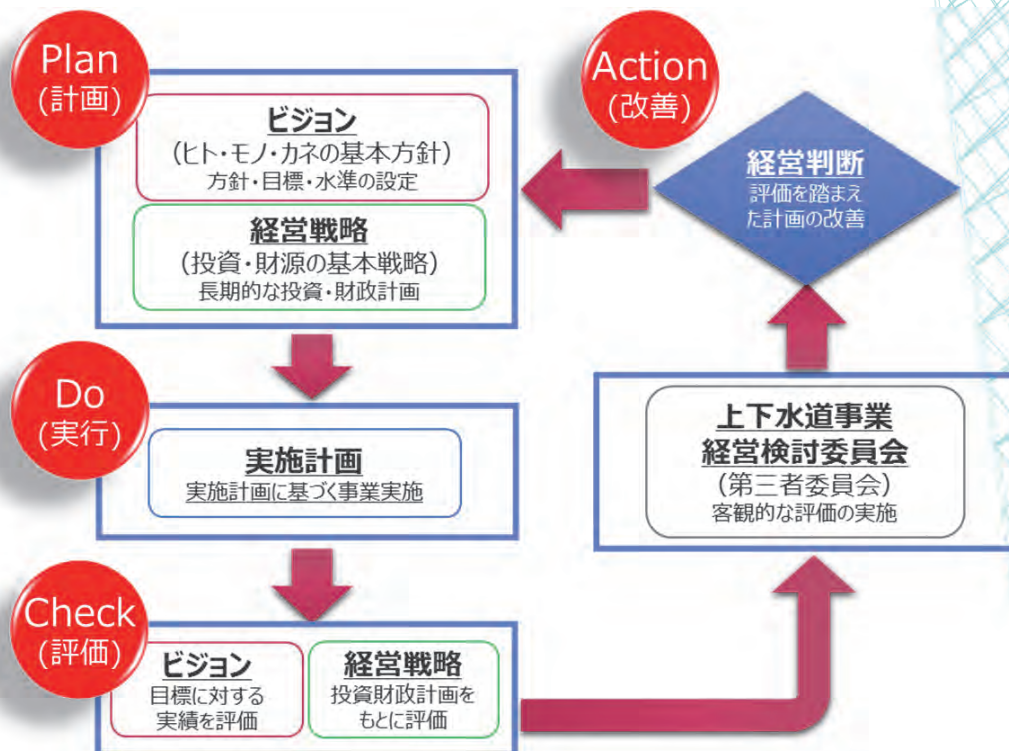 Plan
(計画)
ビジョン
(ヒト・モノ・カネの基本方針)
方針・目標・水準の設定
経営戦略
(投資・財源の基本戦略)
長期的な投資・財政計画
Do
(実行)
実施計画
実施計画に基づく事業実施
Check
(評価)
ビジョン
目標に対する
実績を評価
経営戦略
投資財政計画を
もとに評価
上下水道事業
経営検討委員会
(第三者委員会)
客観的な評価の実施
Action
(改善)
経営判断
評価を踏まえ
た計画の改善